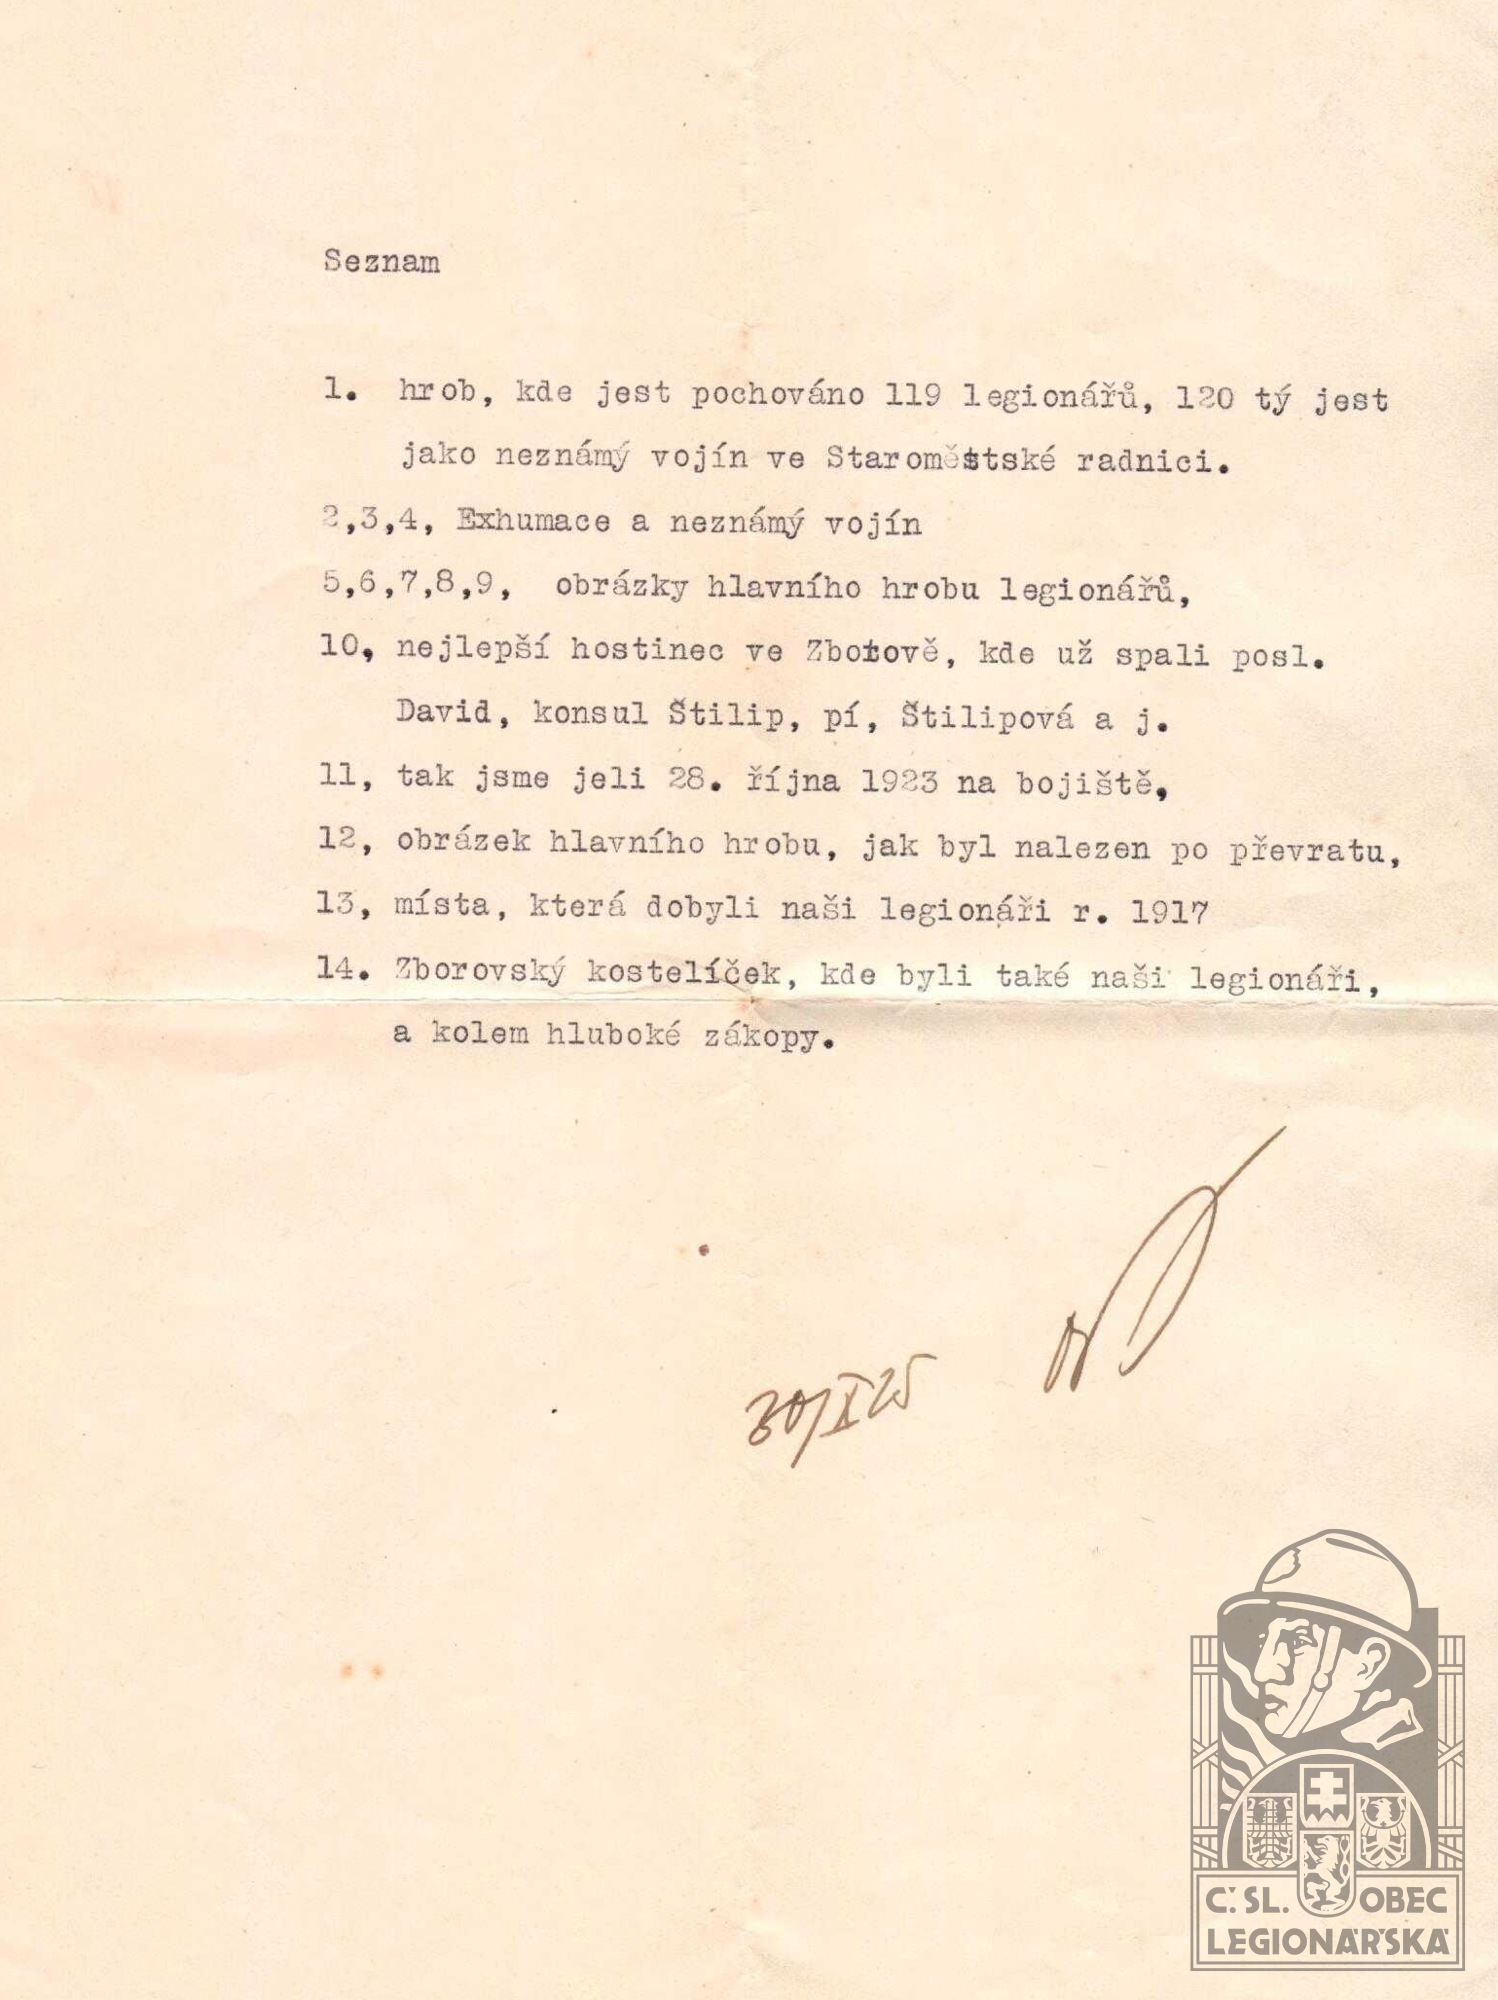 Seznam
1. hrob, kde jest pochováno 119 legionářů, 120 tý jest
jako neznámý vojín ve Staroměstské radnici.
2,3,4, Exhumace a neznámý vojín
5,6,7,8,9, obrázky hlavního hrobu legionářů,
10, nejlepší hostinec ve Zborově, kde už spali posl.
David, konsul Štilip, pí, Štilipová a j.
11, tak jsme jeli 28. října 1923 na bojiště,
12, obrázek hlavního hrobu, jak byl nalezen po převratu,
13, místa, která dobyli naši legionáři r. 1917
14. Zborovský kostelíček, kde byli také naši legionáři,
a kolem hluboké zákopy.
30/X 25
Č. SL. OBEC
LEGIONÁŘSKÁ